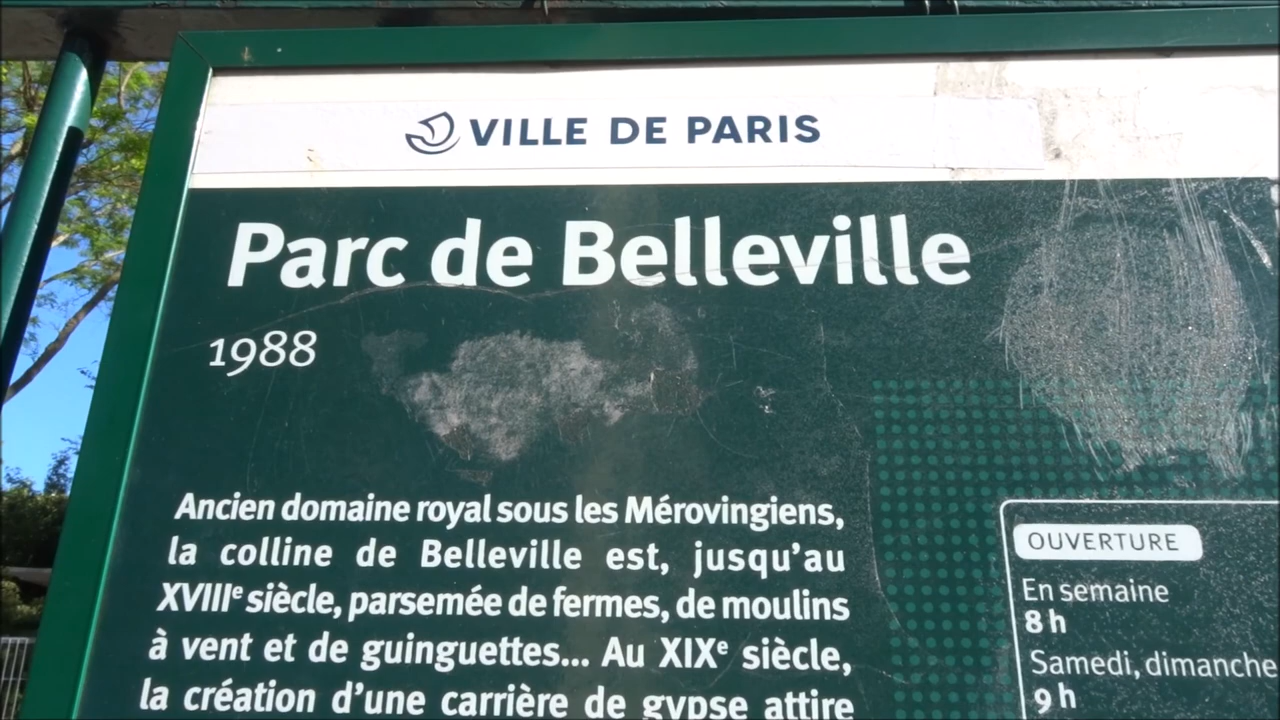 VILLE DE PARIS
Parc de Belleville
1988
Ancien domaine royal sous les Mérovingiens,
la colline de Belleville est, jusqu'au
XVIIIᵉ siècle, parsemée de fermes, de moulins
à vent et de guinguettes... Au XIXᵉ siècle,
la création d'une carrière de gypse attire
OUVERTURE
En semaine
8 h
Samedi, dimanche
9 h